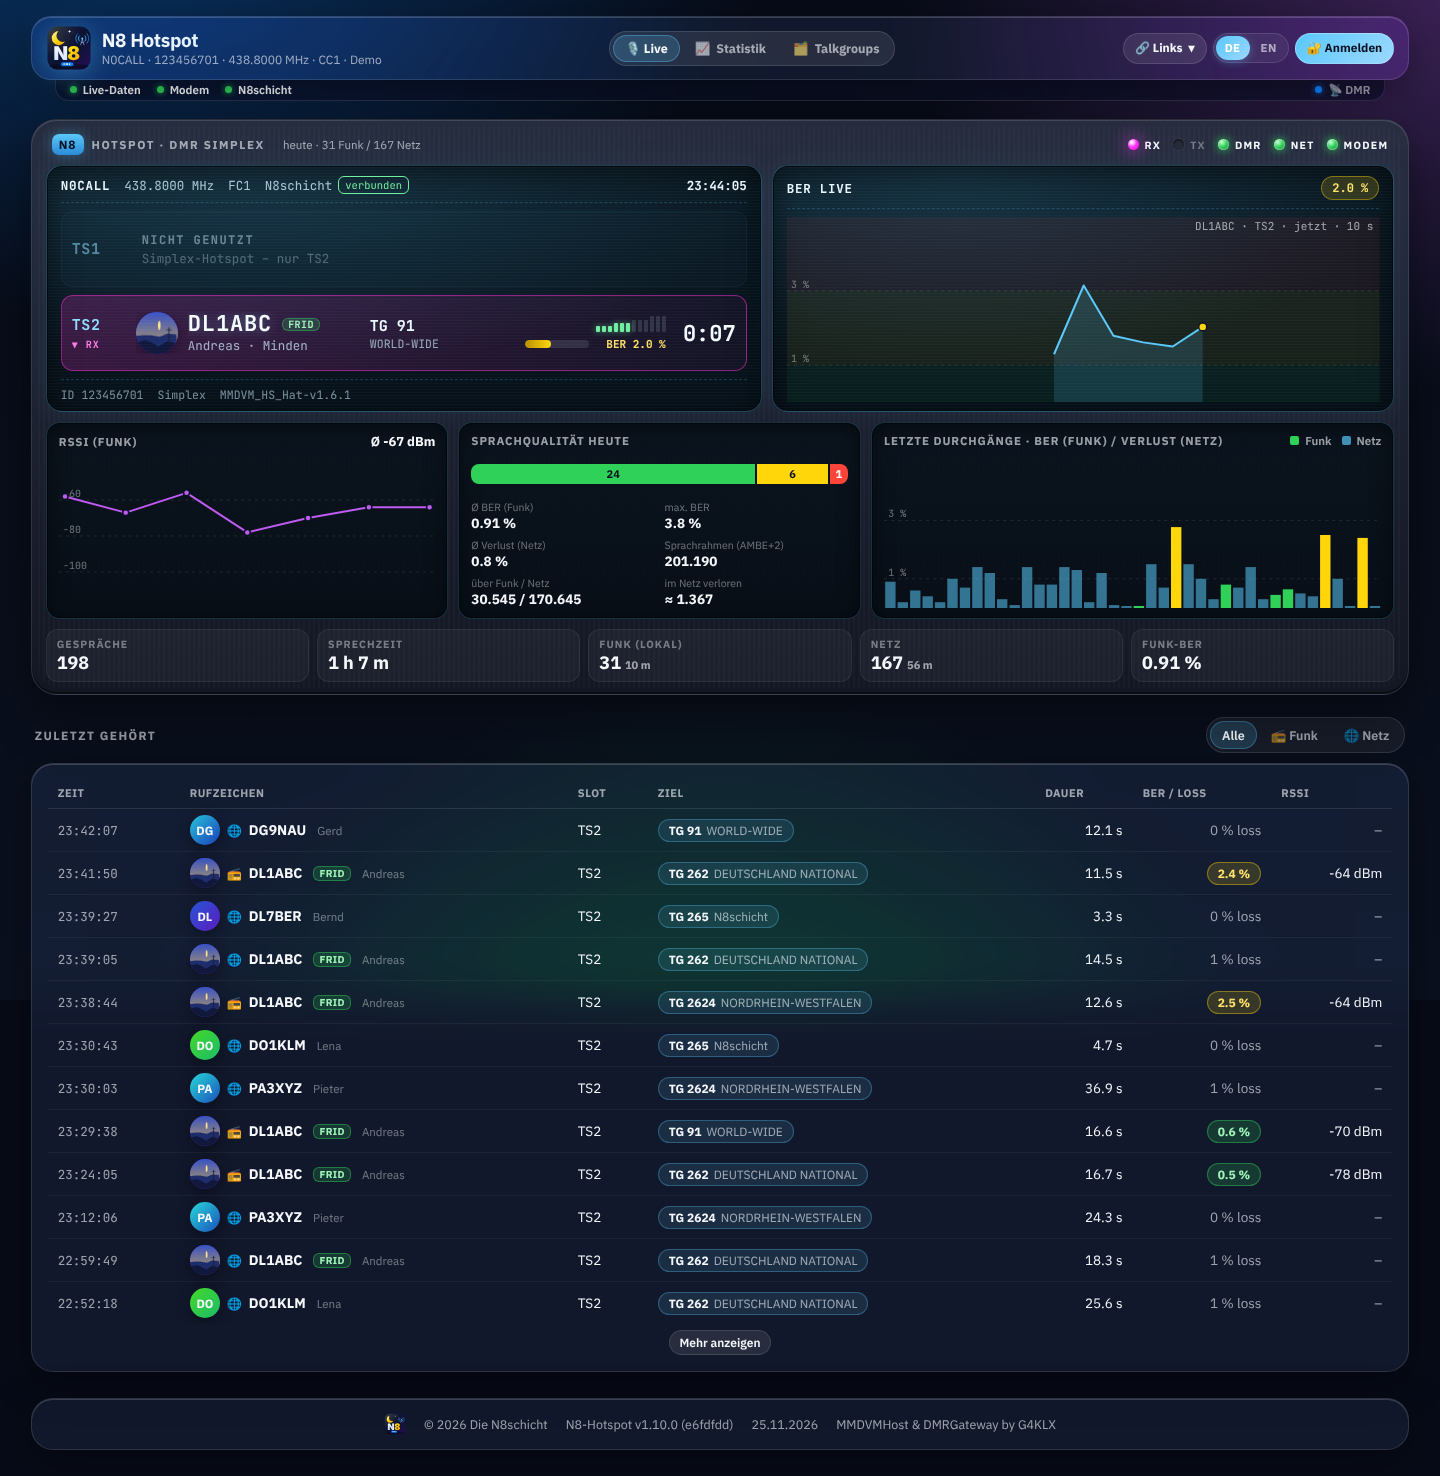 N8 Hotspot
N0CALL · 123456701 · 438.8000 MHz · CC1 · Demo
Live Statistik Talkgroups
Links ▾ DE EN Anmelden
Live-Daten Modem N8schicht DMR
N8 HOTSPOT · DMR SIMPLEX heute · 31 Funk / 167 Netz RX TX DMR NET MODEM
N0CALL 438.8000 MHz FC1 N8schicht verbunden 23:44:05
TS1 NICHT GENUTZT
Simplex-Hotspot – nur TS2
TS2 DL1ABC FRID TG 91 0:07
▼ RX Andreas · Minden WORLD-WIDE BER 2.0 %
ID 123456701 Simplex MMDVM_HS_Hat-v1.6.1
BER LIVE 2.0 %
DL1ABC · TS2 · jetzt · 10 s
3 %
1 %
RSSI (FUNK) Ø -67 dBm
-60
-80
-100
SPRACHQUALITÄT HEUTE
24 6 1
Ø BER (Funk) max. BER
0.91 % 3.8 %
Ø Verlust (Netz) Sprachrahmen (AMBE+2)
0.8 % 201.190
über Funk / Netz im Netz verloren
30.545 / 170.645 ≈ 1.367
LETZTE DURCHGÄNGE · BER (FUNK) / VERLUST (NETZ) Funk Netz
3 %
1 %
GESPRÄCHE SPRECHZEIT FUNK (LOKAL) NETZ FUNK-BER
198 1 h 7 m 31 10 m 167 56 m 0.91 %
ZULETZT GEHÖRT Alle Funk Netz
ZEIT RUFZEICHEN SLOT ZIEL DAUER BER / LOSS RSSI
23:42:07 DG DG9NAU Gerd TS2 TG 91 WORLD-WIDE 12.1 s 0 % loss –
23:41:50 DL1ABC FRID Andreas TS2 TG 262 DEUTSCHLAND NATIONAL 11.5 s 2.4 % -64 dBm
23:39:27 DL DL7BER Bernd TS2 TG 265 N8schicht 3.3 s 0 % loss –
23:39:05 DL1ABC FRID Andreas TS2 TG 262 DEUTSCHLAND NATIONAL 14.5 s 1 % loss –
23:38:44 DL1ABC FRID Andreas TS2 TG 2624 NORDRHEIN-WESTFALEN 12.6 s 2.5 % -64 dBm
23:30:43 DO DO1KLM Lena TS2 TG 265 N8schicht 4.7 s 0 % loss –
23:30:03 PA PA3XYZ Pieter TS2 TG 2624 NORDRHEIN-WESTFALEN 36.9 s 1 % loss –
23:29:38 DL1ABC FRID Andreas TS2 TG 91 WORLD-WIDE 16.6 s 0.6 % -70 dBm
23:24:05 DL1ABC FRID Andreas TS2 TG 262 DEUTSCHLAND NATIONAL 16.7 s 0.5 % -78 dBm
23:12:06 PA PA3XYZ Pieter TS2 TG 2624 NORDRHEIN-WESTFALEN 24.3 s 0 % loss –
22:59:49 DL1ABC FRID Andreas TS2 TG 262 DEUTSCHLAND NATIONAL 18.3 s 1 % loss –
22:52:18 DO DO1KLM Lena TS2 TG 262 DEUTSCHLAND NATIONAL 25.6 s 1 % loss –
Mehr anzeigen
N8 © 2026 Die N8schicht N8-Hotspot v1.10.0 (e6fdfdd) 25.11.2026 MMDVMHost & DMRGateway by G4KLX